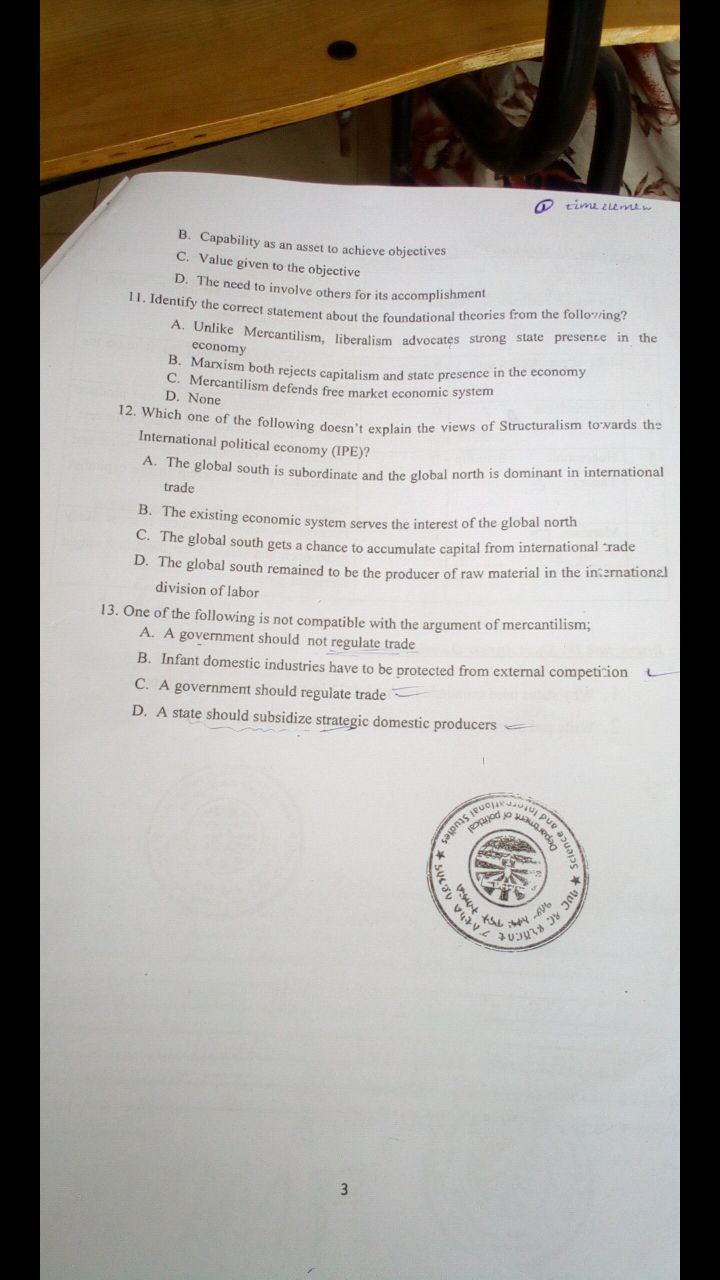 ① time elemen
B. Capability as an asset to achieve objectives
C. Value given to the objective
D. The need to involve others for its accomplishment
11. Identify the correct statement about the foundational theories from the following?
A. Unlike Mercantilism, liberalism advocates strong state presence in the
economy
B. Marxism both rejects capitalism and state presence in the economy
C. Mercantilism defends free market economic system
D. None
12. Which one of the following doesn't explain the views of Structuralism towards the
International political economy (IPE)?
A. The global south is subordinate and the global north is dominant in international
trade
B. The existing economic system serves the interest of the global north
C. The global south gets a chance to accumulate capital from international trade
D. The global south remained to be the producer of raw material in the international
division of labor
13. One of the following is not compatible with the argument of mercantilism;
A. A government should not regulate trade
B. Infant domestic industries have to be protected from external competition
C. A government should regulate trade
D. A state should subsidize strategic domestic producers
Department of political
Science and International Studies
3